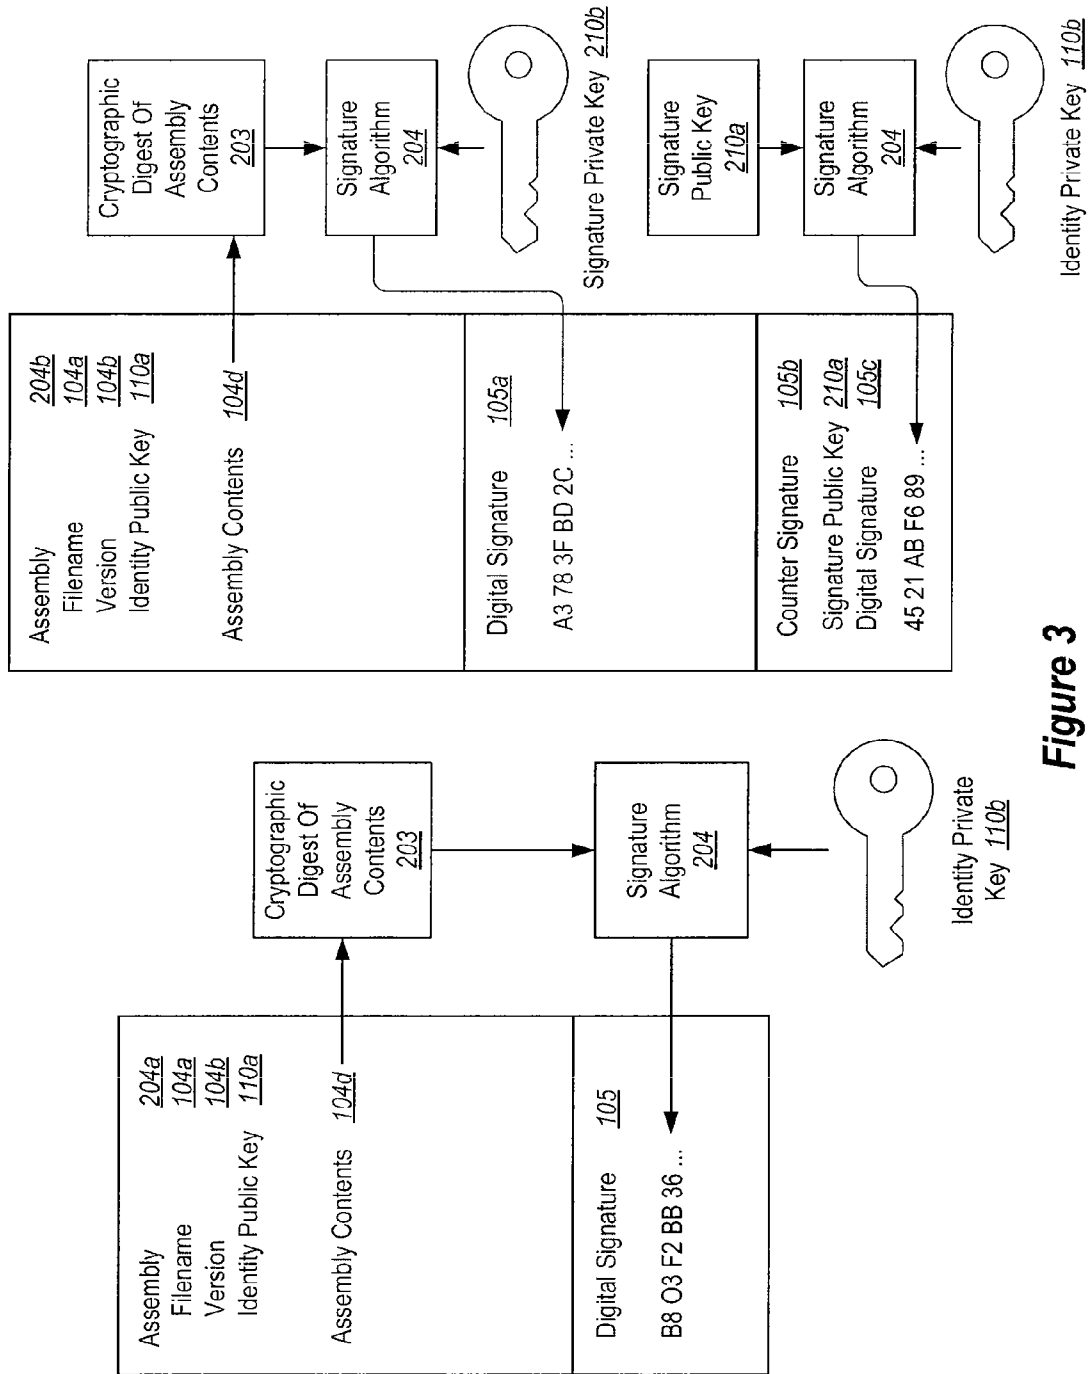 Assembly 204a
Filename 104a
Version 104b
Identity Public Key 110a
Assembly Contents 104d
Digital Signature 105
B8 O3 F2 BB 36 ...
Cryptographic
Digest Of
Assembly
Contents
203
Signature
Algorithm
204
Identity Private
Key 110b
Assembly 204b
Filename 104a
Version 104b
Identity Public Key 110a
Assembly Contents 104d
Digital Signature 105a
A3 78 3F BD 2C ...
Counter Signature 105b
Signature Public Key 210a
Digital Signature 105c
45 21 AB F6 89 ...
Cryptographic
Digest Of
Assembly
Contents
203
Signature
Algorithm
204
Signature Private Key 210b
Signature
Public Key
210a
Signature
Algorithm
204
Identity Private Key 110b
Figure 3